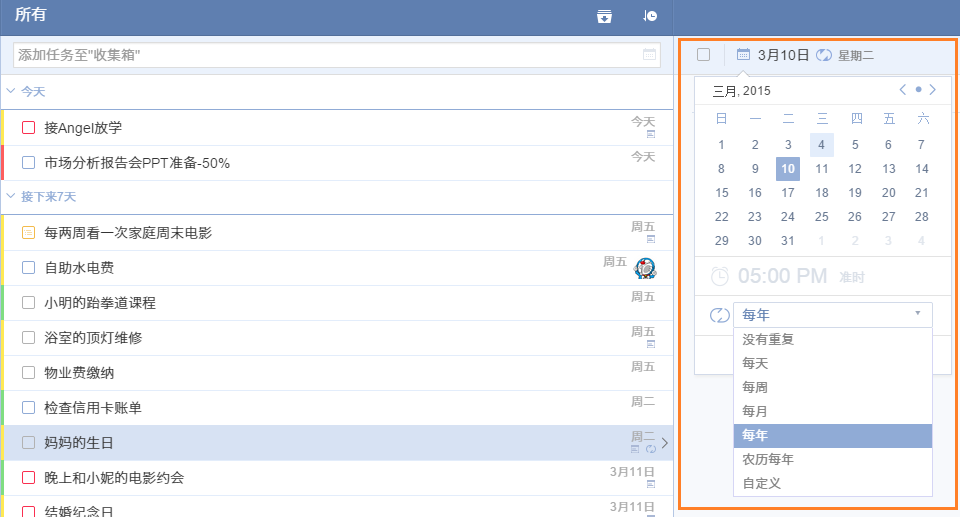 所有
添加任务至"收集箱"
今天
接Angel放学 今天
市场分析报告会PPT准备-50% 今天
接下来7天
每两周看一次家庭周末电影 周五
自助水电费 周五
小明的跆拳道课程 周五
浴室的顶灯维修 周五
物业费缴纳 周五
检查信用卡账单 周二
妈妈的生日 周二
晚上和小妮的电影约会 3月11日
结婚纪念日 3月11日
3月10日 星期二
三月, 2015
日 一 二 三 四 五 六
1 2 3 4 5 6 7
8 9 10 11 12 13 14
15 16 17 18 19 20 21
22 23 24 25 26 27 28
29 30 31 1 2 3 4
05:00 PM 准时
每年
没有重复
每天
每周
每月
每年
农历每年
自定义